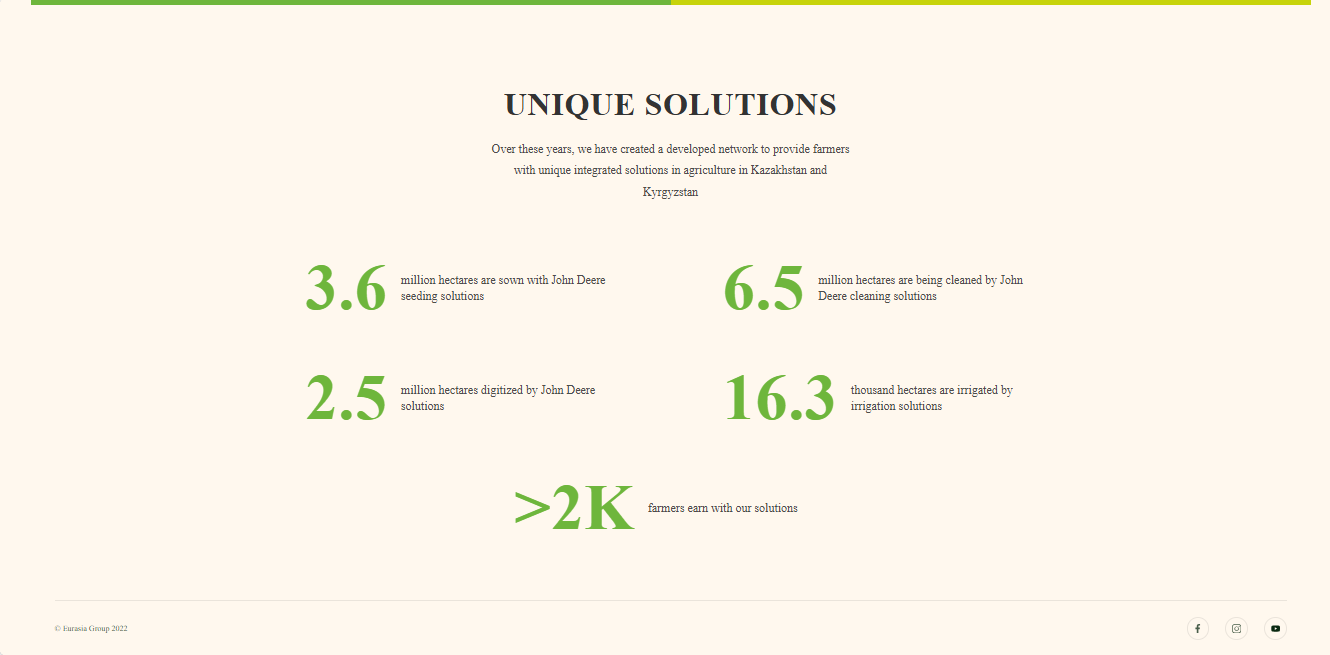 UNIQUE SOLUTIONS
Over these years, we have created a developed network to provide farmers
with unique integrated solutions in agriculture in Kazakhstan and
Kyrgyzstan
3.6
million hectares are sown with John Deere
seeding solutions
6.5
million hectares are being cleaned by John
Deere cleaning solutions
2.5
million hectares digitized by John Deere
solutions
16.3
thousand hectares are irrigated by
irrigation solutions
>2K
farmers earn with our solutions
© Eurasia Group 2022